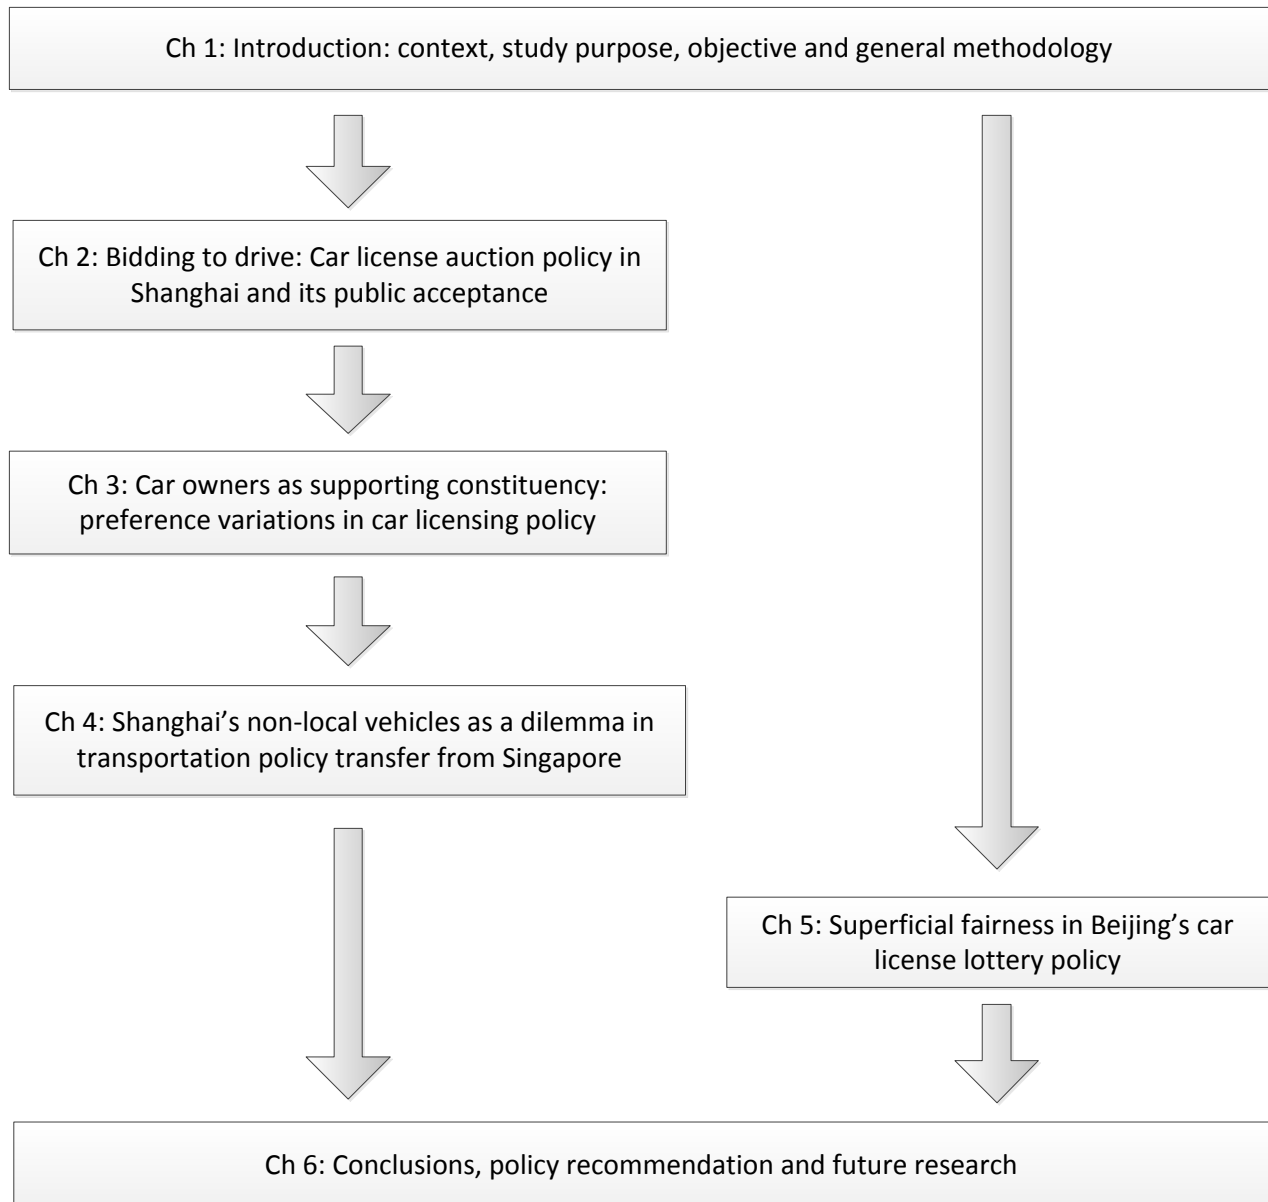 Ch 1: Introduction: context, study purpose, objective and general methodology
Ch 2: Bidding to drive: Car license auction policy in
Shanghai and its public acceptance
Ch 3: Car owners as supporting constituency:
preference variations in car licensing policy
Ch 4: Shanghai’s non-local vehicles as a dilemma in
transportation policy transfer from Singapore
Ch 5: Superficial fairness in Beijing’s car
license lottery policy
Ch 6: Conclusions, policy recommendation and future research